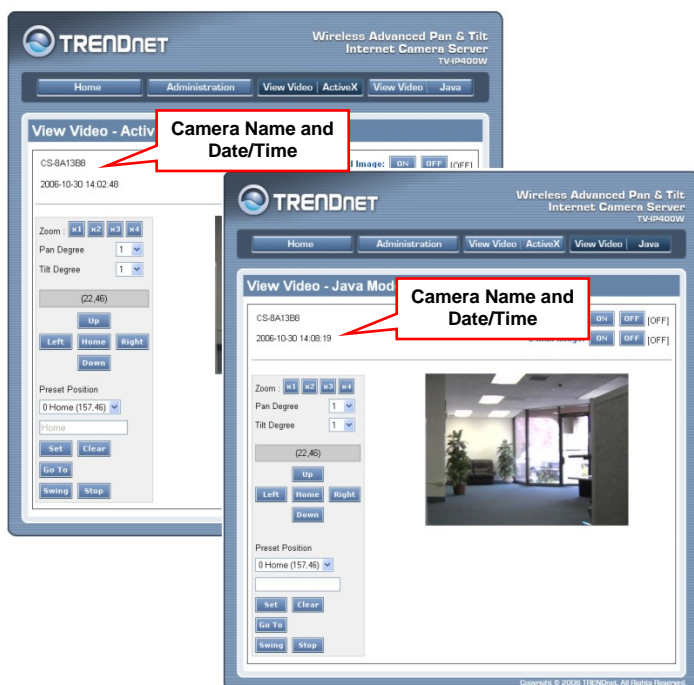 TRENDNET
Wireless Advanced Pan & Tilt
Internet Camera Server
TV-IP400W
Home
Administration
View Video | ActiveX
View Video | Java
View Video - Activ
Camera Name and
Date/Time
CS-8A13B8
d Image: ON OFF [OFF]
2006-10-30 14:02:48
Zoom : x1 x2 x3 x4
Pan Degree 1
Tilt Degree 1
(22,46)
Up
Left Home Right
Down
Preset Position
0 Home (157,46)
Home
Set Clear
Go To
Swing Stop
TRENDNET
Wireless Advanced Pan & Tilt
Internet Camera Server
TV-IP400W
Home
Administration
View Video | ActiveX
View Video | Java
View Video - Java Mod
Camera Name and
Date/Time
CS-8A13B8
ON OFF [OFF]
2006-10-30 14:08:19
ON OFF [OFF]
Zoom : x1 x2 x3 x4
Pan Degree 1
Tilt Degree 1
(22,46)
Up
Left Home Right
Down
Preset Position
0 Home (157,46)
Set Clear
Go To
Swing Stop
Copyright © 2006 TRENDnet. All Rights Reserved.